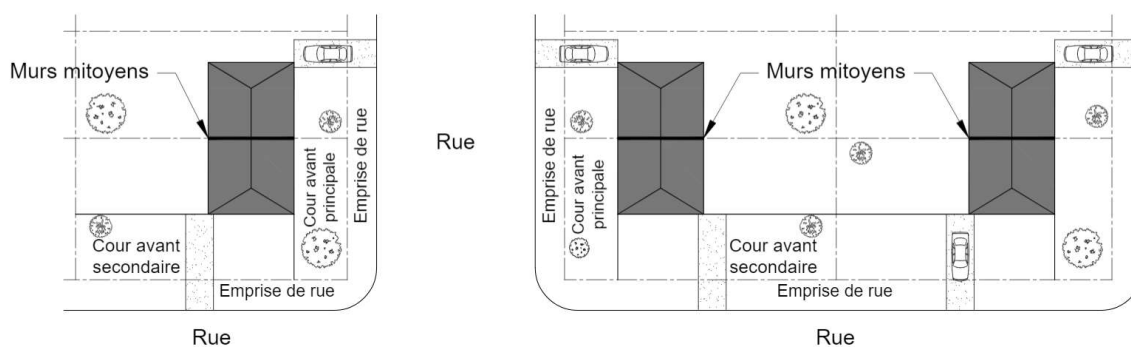 Murs mitoyens
Cour avant
principale
Emprise de rue
Cour avant
secondaire
Emprise de rue
Rue
Rue
Murs mitoyens
Emprise de rue
Cour avant
principale
Cour avant
secondaire
Emprise de rue
Rue